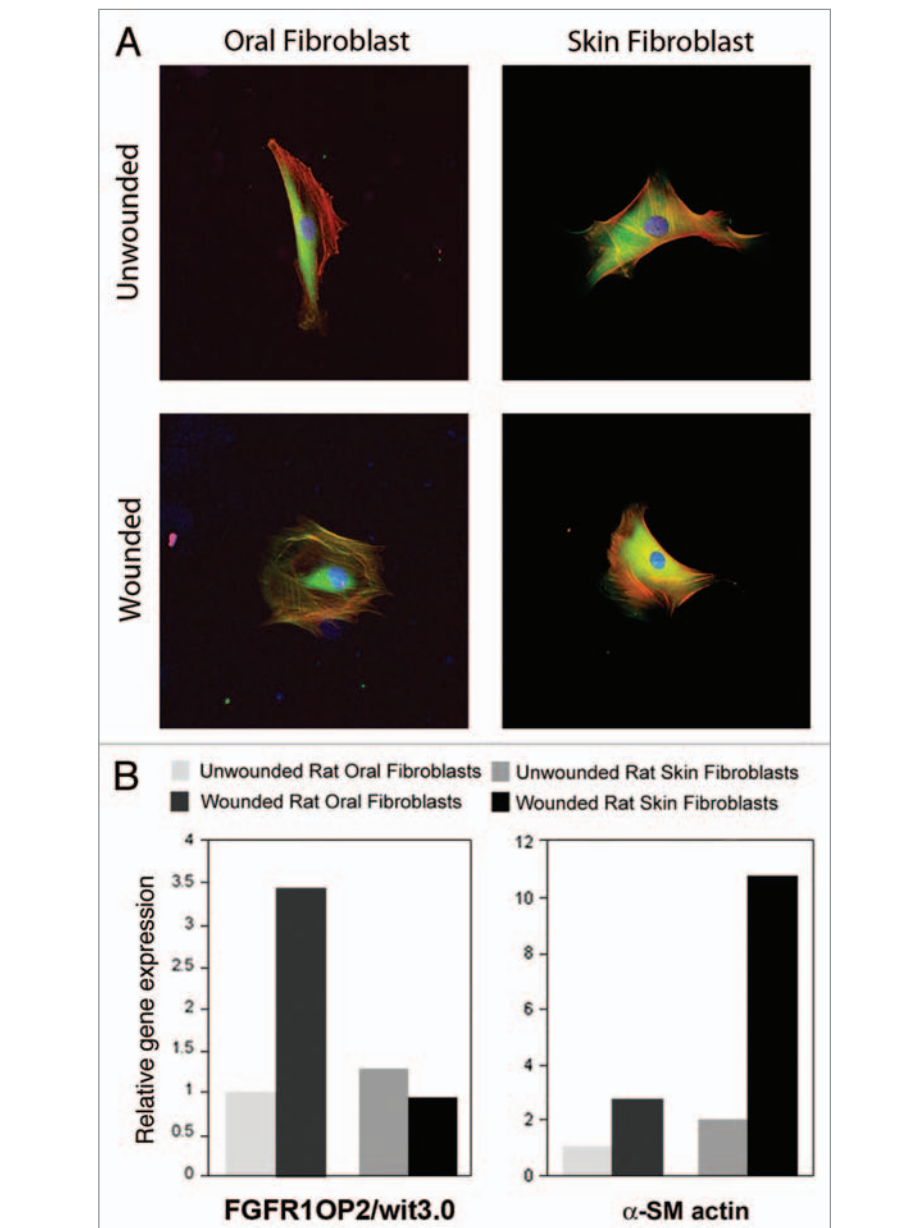 A
Oral Fibroblast
Skin Fibroblast
Unwounded
Wounded
B
Unwounded Rat Oral Fibroblasts
Unwounded Rat Skin Fibroblasts
Wounded Rat Oral Fibroblasts
Wounded Rat Skin Fibroblasts
Relative gene expression
4
3.5
3
2.5
2
1.5
1
0.5
0
FGFR1OP2/wit3.0
12
10
8
6
4
2
0
α-SM actin